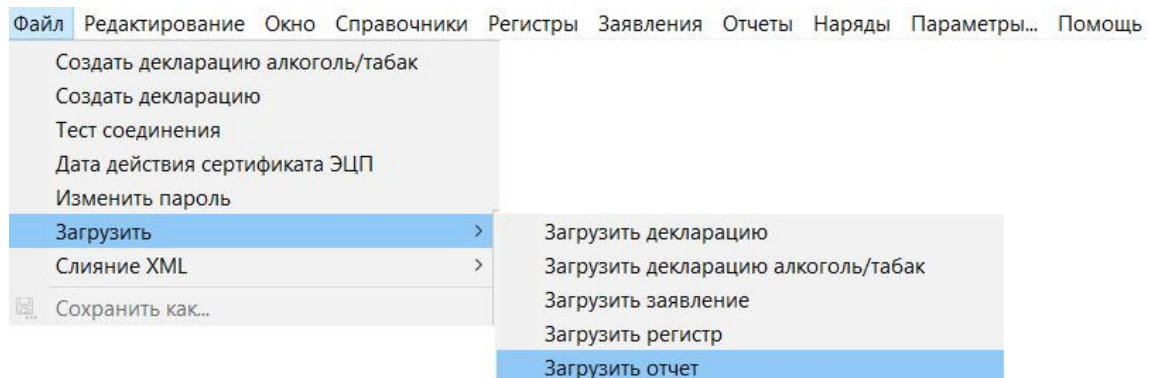 Файл Редактирование Окно Справочники Регистры Заявления Отчеты Наряды Параметры... Помощь
Создать декларацию алкоголь/табак
Создать декларацию
Тест соединения
Дата действия сертификата ЭЦП
Изменить пароль
Загрузить >
Загрузить декларацию
Слияние XML >
Загрузить декларацию алкоголь/табак
Сохранить как...
Загрузить заявление
Загрузить регистр
Загрузить отчет